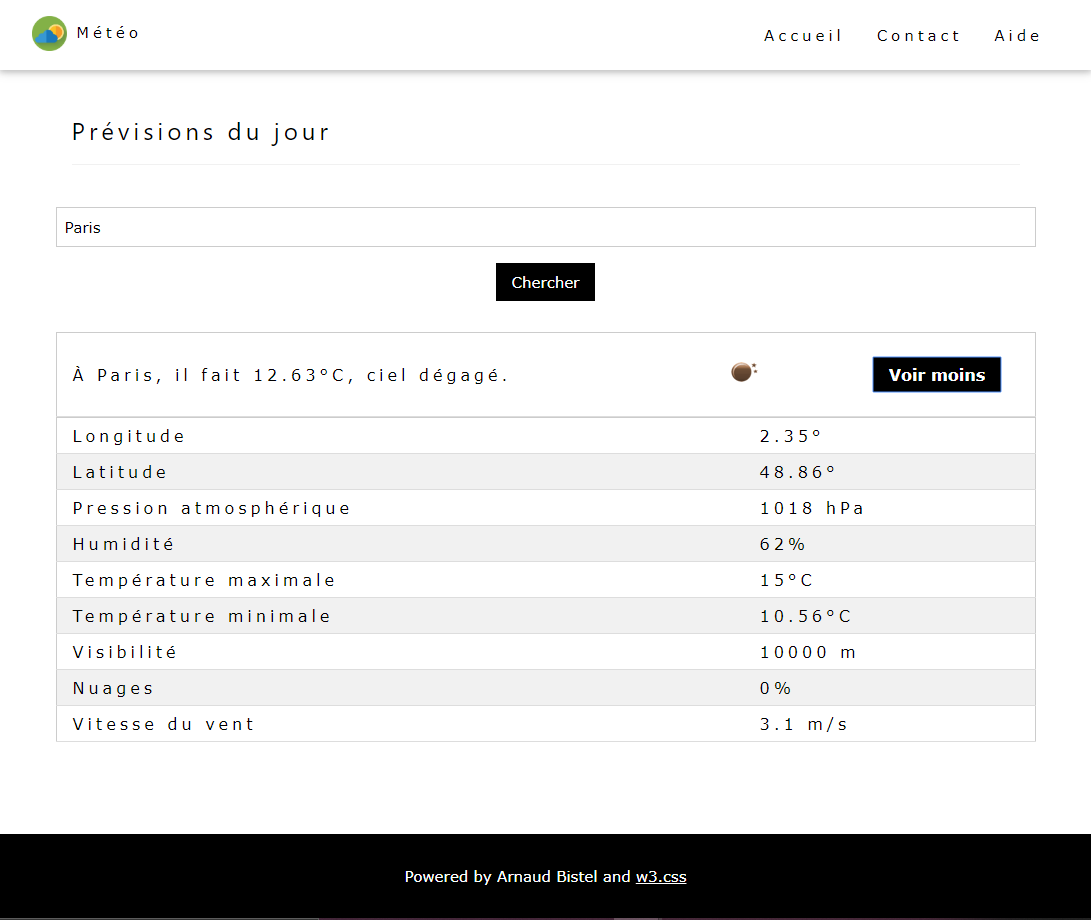 Météo
Accueil Contact Aide
Prévisions du jour
Paris
Chercher
À Paris, il fait 12.63°C, ciel dégagé. Voir moins
Longitude 2.35°
Latitude 48.86°
Pression atmosphérique 1018 hPa
Humidité 62%
Température maximale 15°C
Température minimale 10.56°C
Visibilité 10000 m
Nuages 0%
Vitesse du vent 3.1 m/s
Powered by Arnaud Bistel and w3.css